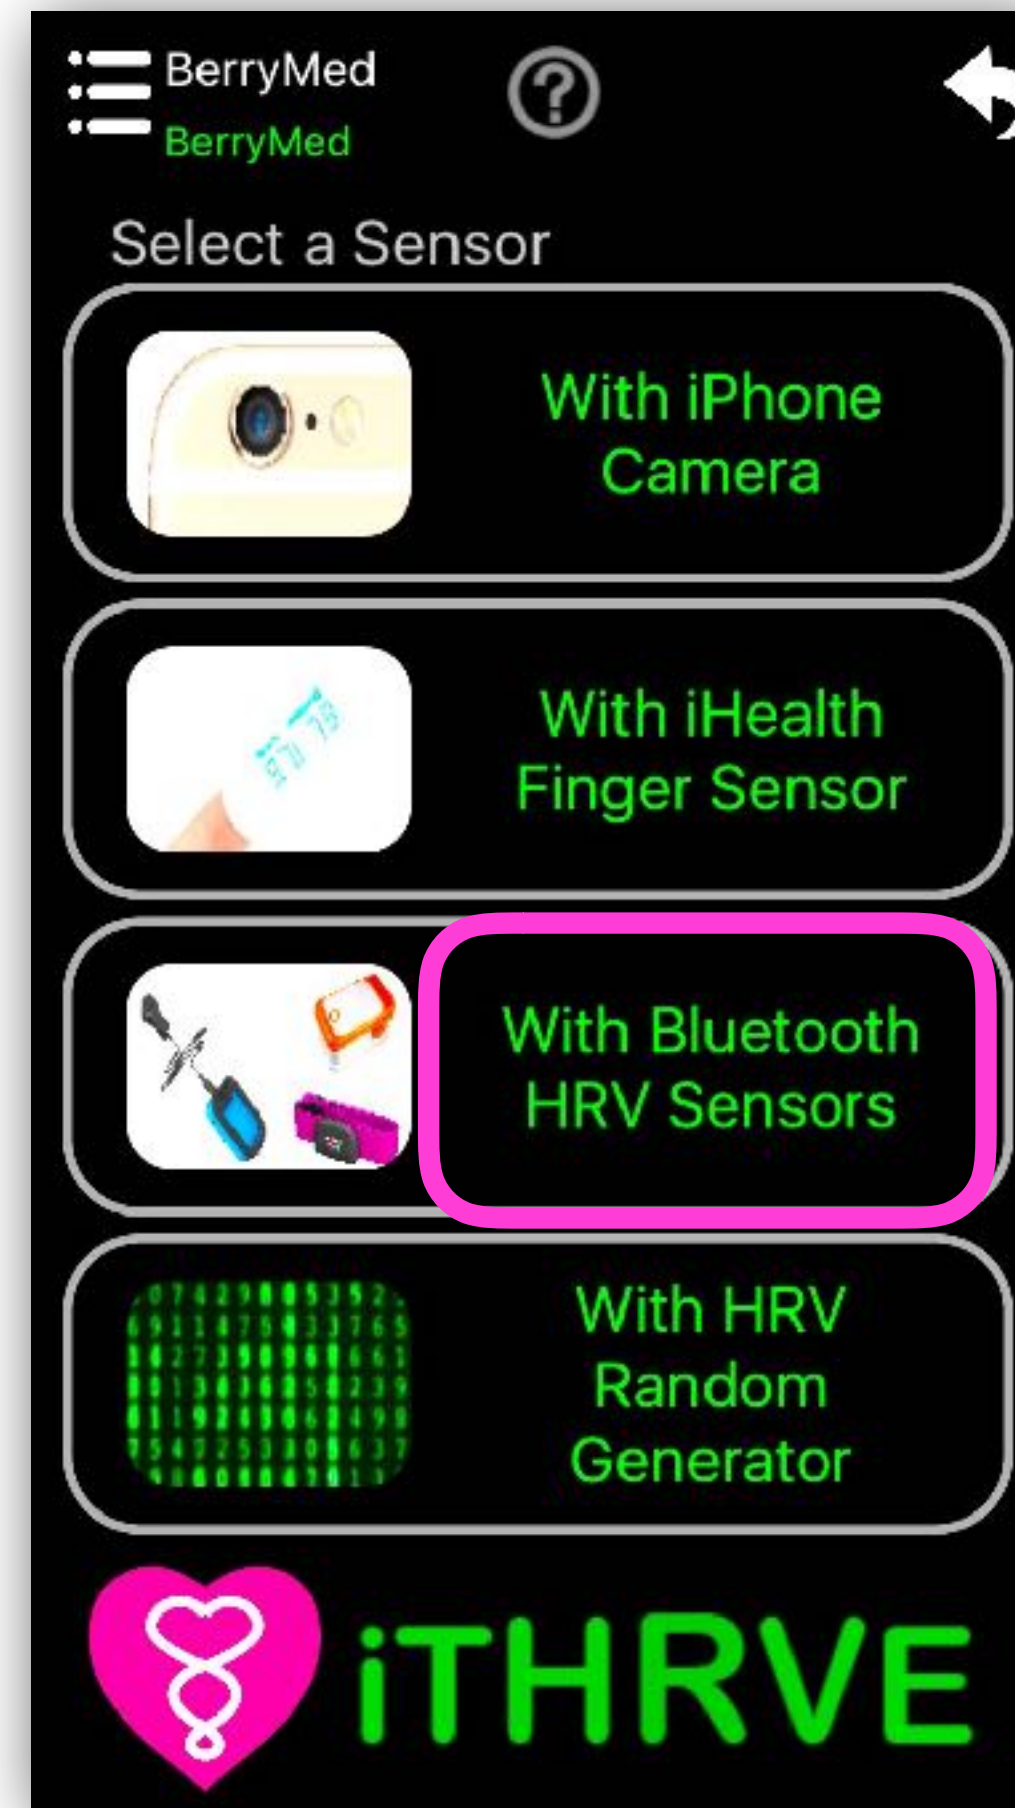 BerryMed
BerryMed
Select a Sensor
With iPhone
Camera
With iHealth
Finger Sensor
With Bluetooth
HRV Sensors
With HRV
Random
Generator
iTHRVE